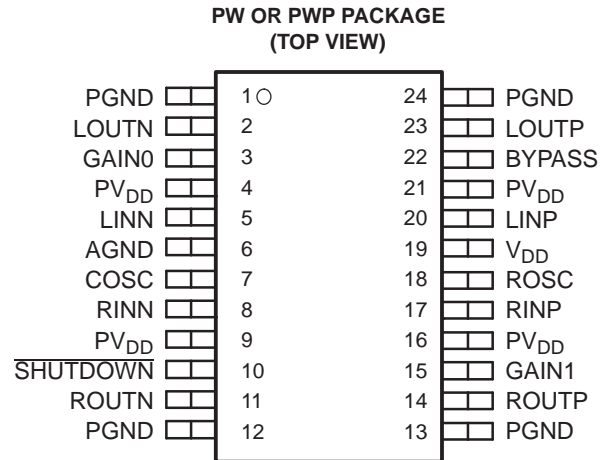 PW OR PWP PACKAGE
(TOP VIEW)
PGND 1 24 PGND
LOUTN 2 23 LOUTP
GAIN0 3 22 BYPASS
PVDD 4 21 PVDD
LINN 5 20 LINP
AGND 6 19 VDD
COSC 7 18 ROSC
RINN 8 17 RINP
PVDD 9 16 PVDD
SHUTDOWN 10 15 GAIN1
ROUTN 11 14 ROUTP
PGND 12 13 PGND